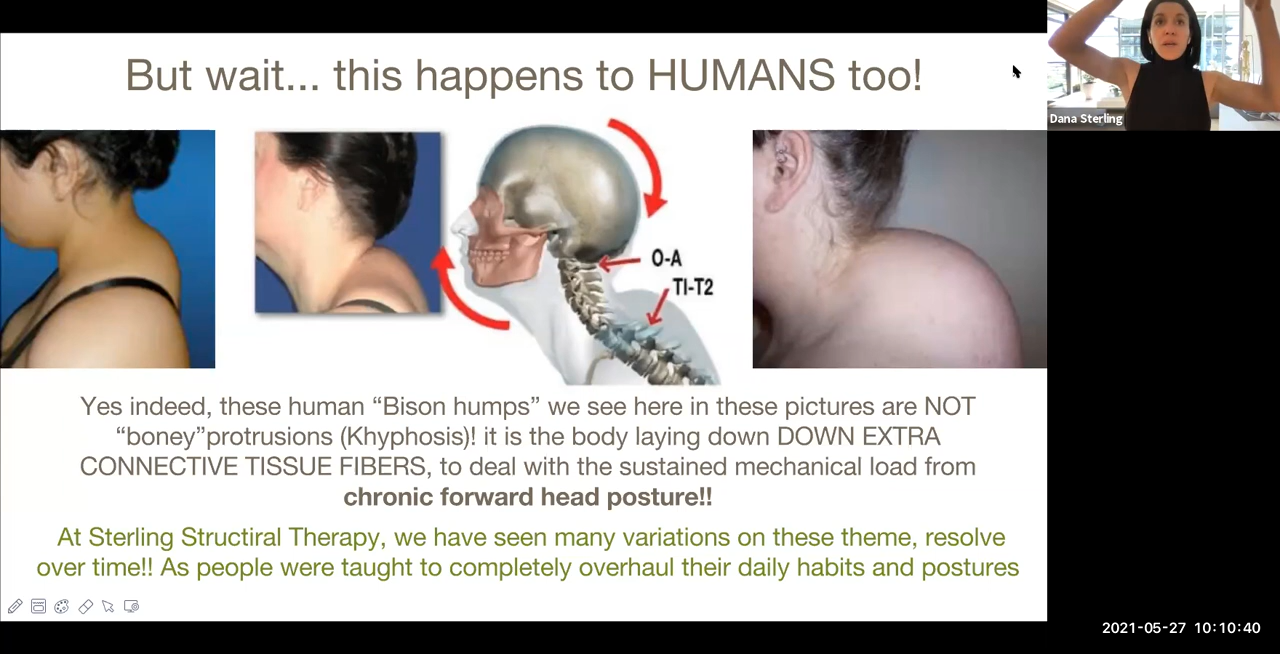 But wait... this happens to HUMANS too!
Dana Sterling
O-A
TI-T2
Yes indeed, these human “Bison humps” we see here in these pictures are NOT
“boney”protrusions (Khyphosis)! it is the body laying down DOWN EXTRA
CONNECTIVE TISSUE FIBERS, to deal with the sustained mechanical load from
chronic forward head posture!!
At Sterling Structiral Therapy, we have seen many variations on these theme, resolve
over time!! As people were taught to completely overhaul their daily habits and postures
2021-05-27 10:10:40